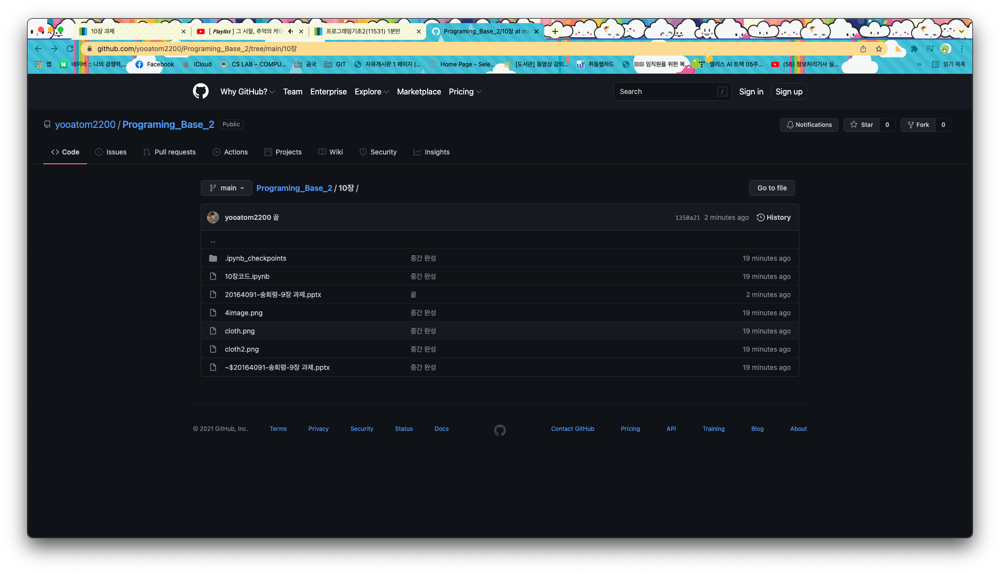 10장 과제
[ Playlist ] 그 시절, 추억의 케이
프로그래밍기초2(11531) 1분반
Programing_Base_2/10장 at ma
github.com/yooatom2200/Programing_Base_2/tree/main/10장
앱
네이버 :: 나의 경쟁력,...
Facebook
iCloud
CS LAB – COMPU...
곰국
GIT
자유게시판 1 페이지 |...
Home Page - Sele...
[도서관] 동영상 강의...
취동웹하드
임직원을 위한 복...
엘리스 AI 트랙 05주...
(56) 정보처리기사 실...
»
읽기 목록
Why GitHub?
Team
Enterprise
Explore
Marketplace
Pricing
Search /
Sign in
Sign up
yooatom2200 / Programing_Base_2 Public
Notifications
Star 0
Fork 0
Code
Issues
Pull requests
Actions
Projects
Wiki
Security
Insights
main
Programing_Base_2 / 10장 /
Go to file
yooatom2200 끝 1350a21 2 minutes ago History
..
.ipynb_checkpoints 중간 완성 19 minutes ago
10장코드.ipynb 중간 완성 19 minutes ago
20164091-송희령-9장 과제.pptx 끝 2 minutes ago
4image.png 중간 완성 19 minutes ago
cloth.png 중간 완성 19 minutes ago
cloth2.png 중간 완성 19 minutes ago
~$20164091-송희령-9장 과제.pptx 중간 완성 19 minutes ago
© 2021 GitHub, Inc.
Terms
Privacy
Security
Status
Docs
Contact GitHub
Pricing
API
Training
Blog
About